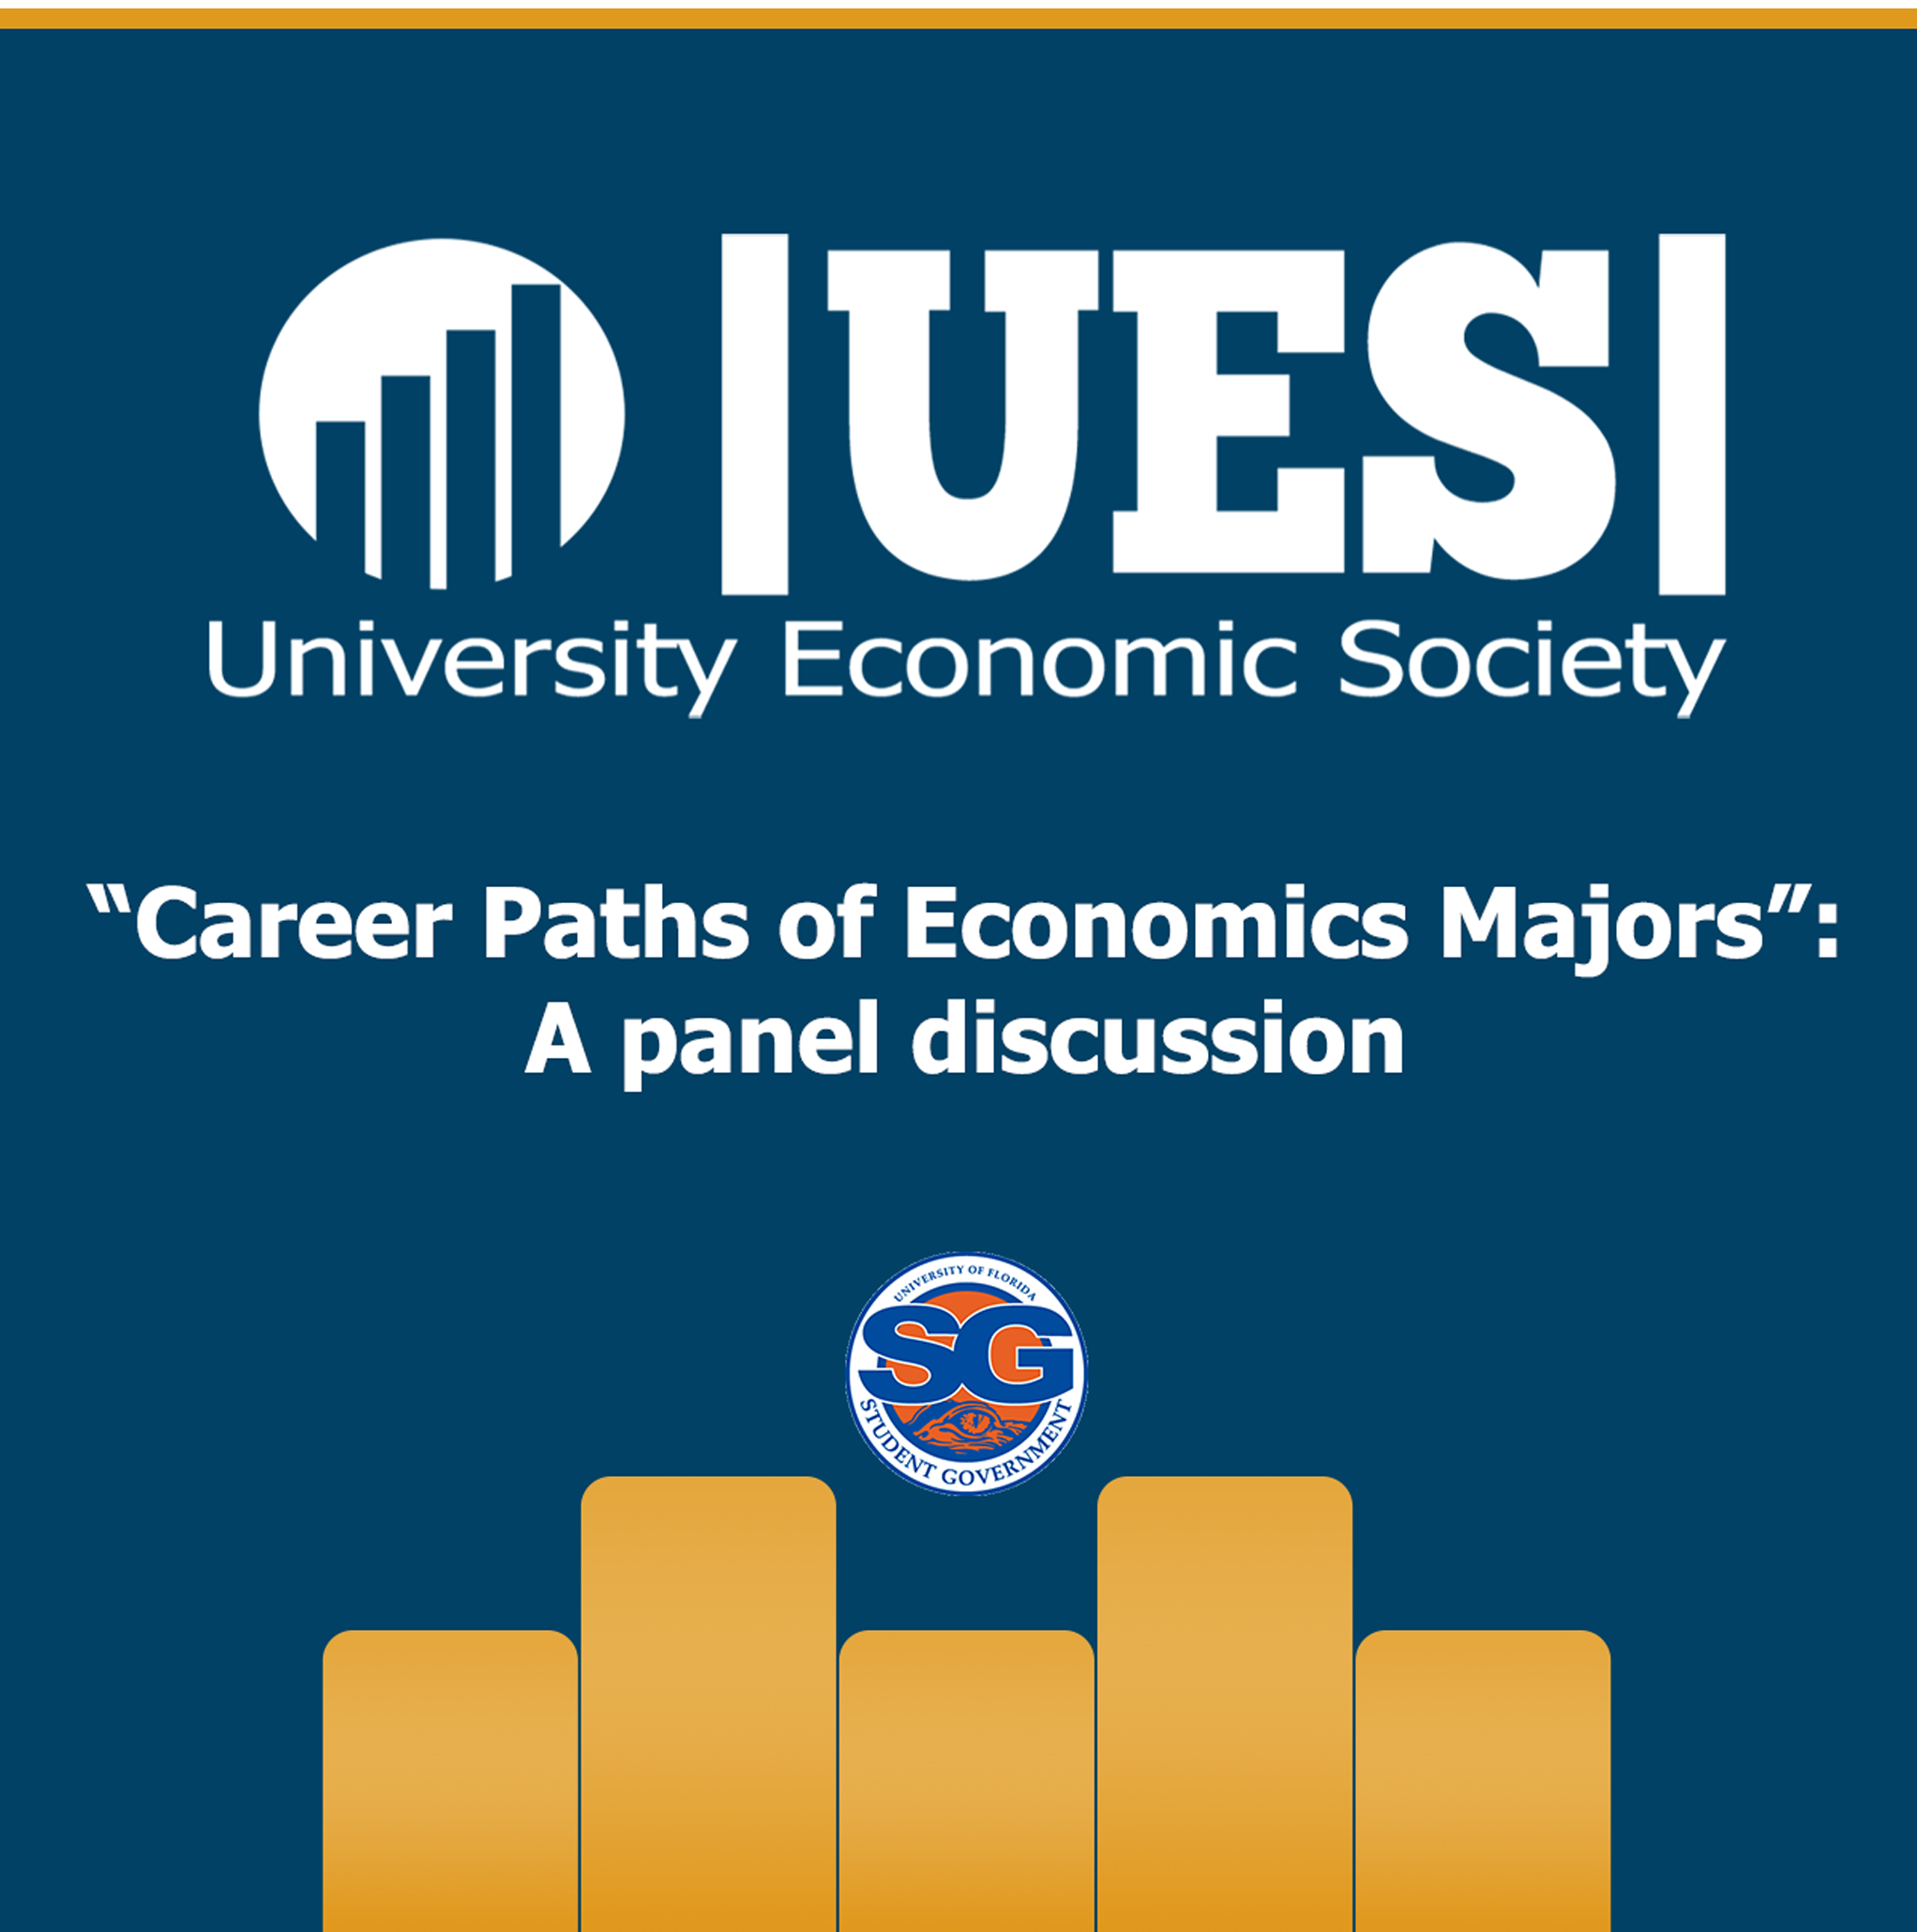 |UES|
University Economic Society
“Career Paths of Economics Majors”:
A panel discussion
UNIVERSITY OF FLORIDA
SG
STUDENT GOVERNMENT